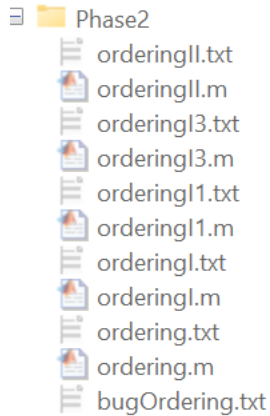 Phase2
orderingII.txt
orderingII.m
orderingI3.txt
orderingI3.m
orderingI1.txt
orderingI1.m
orderingI.txt
orderingI.m
ordering.txt
ordering.m
bugOrdering.txt